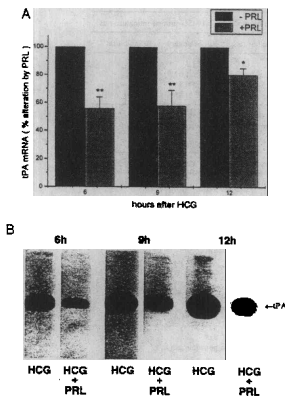 A
- PRL
+PRL
tPA mRNA ( % alteration by PRL )
100
80
60
40
20
0
**
**
*
6
9
12
hours after HCG
B
6h
9h
12h
←tPA
HCG
HCG
+
PRL
HCG
HCG
+
PRL
HCG
HCG
+
PRL